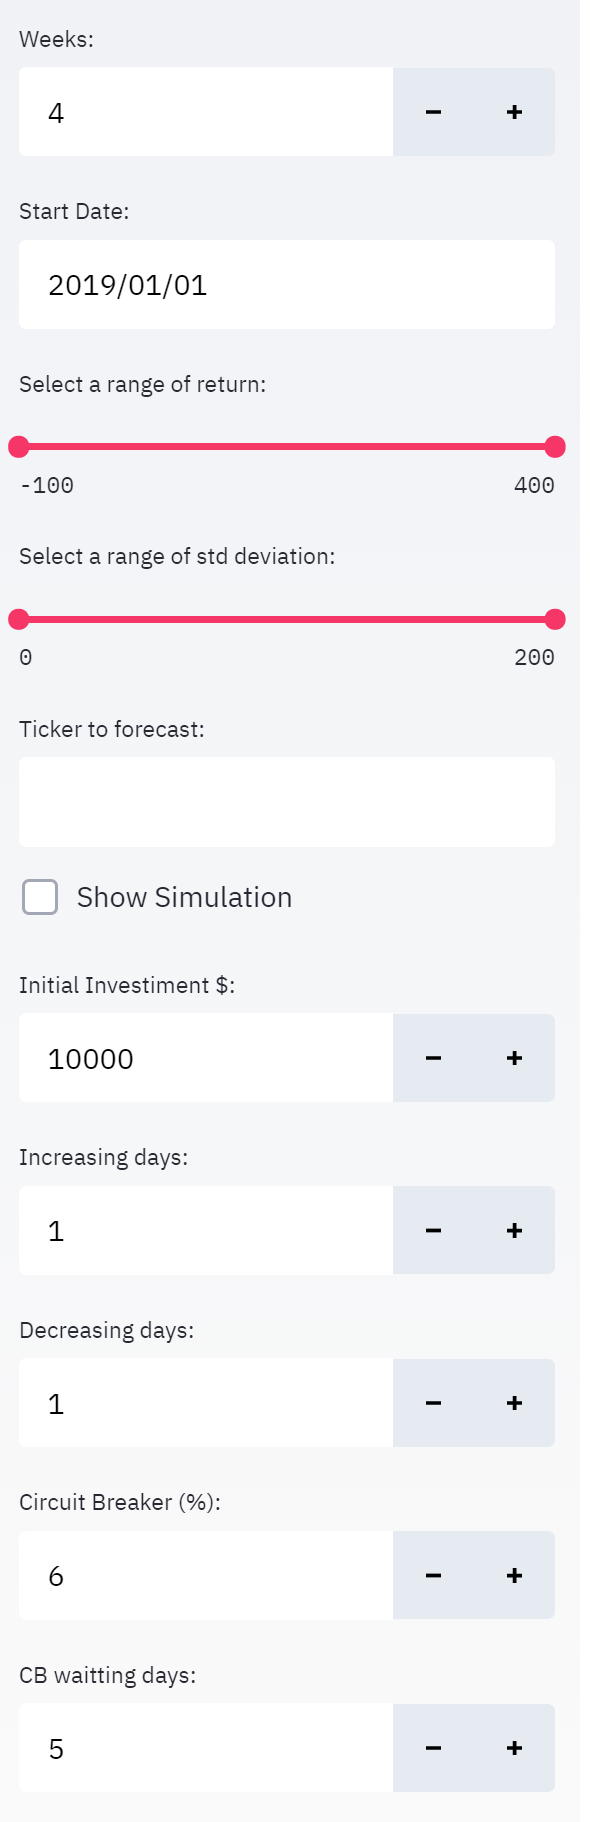 Weeks:
4
Start Date:
2019/01/01
Select a range of return:
-100 400
Select a range of std deviation:
0 200
Ticker to forecast:
Show Simulation
Initial Investiment $:
10000
Increasing days:
1
Decreasing days:
1
Circuit Breaker (%):
6
CB waitting days:
5